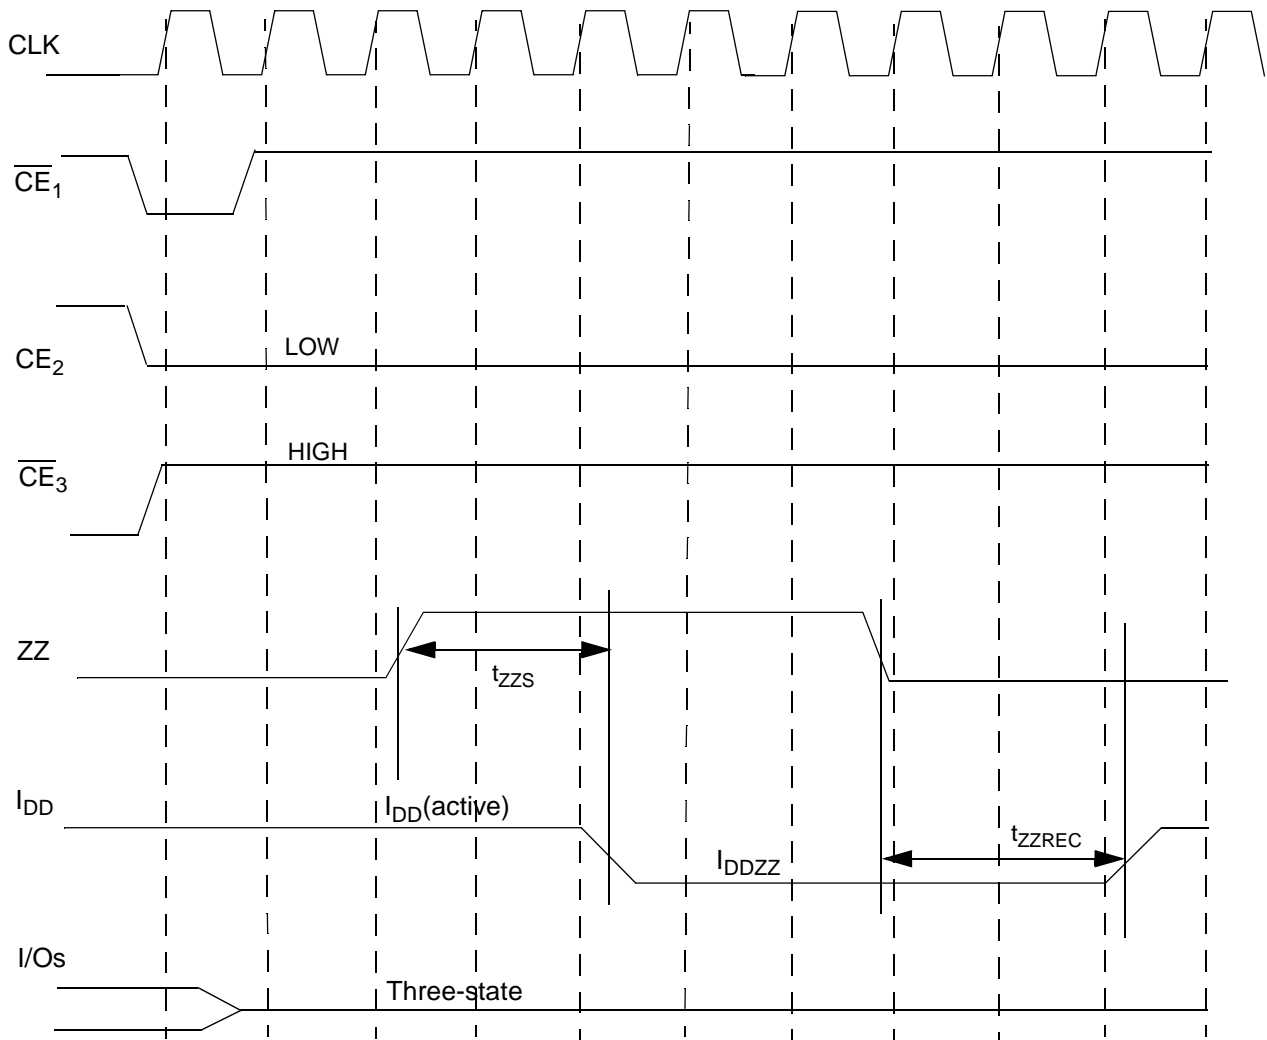 CLK
CE1
CE2
LOW
CE3
HIGH
ZZ
tZZS
IDD
IDD(active)
IDDZZ
tZZREC
I/Os
Three-state